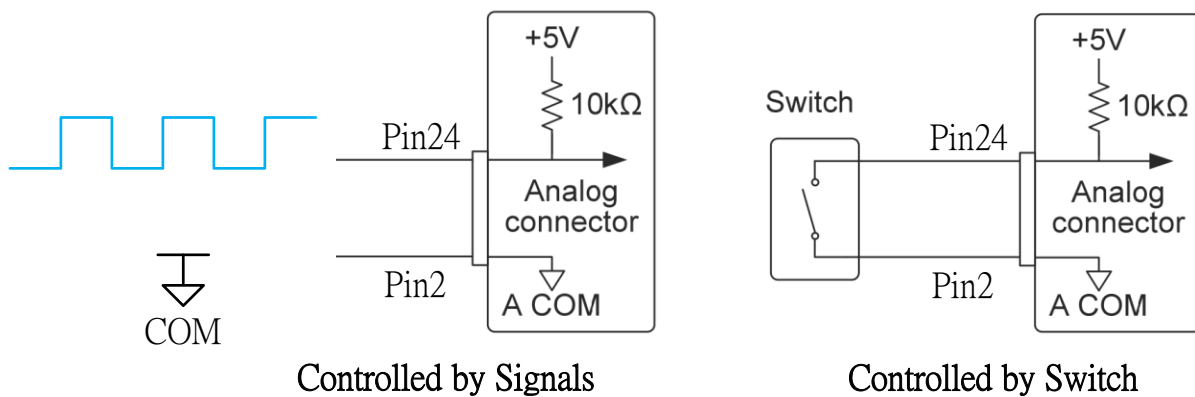 +5V
10kΩ
Pin24
Analog
connector
Pin2
A COM
COM
Controlled by Signals
+5V
Switch
10kΩ
Pin24
Analog
connector
Pin2
A COM
Controlled by Switch